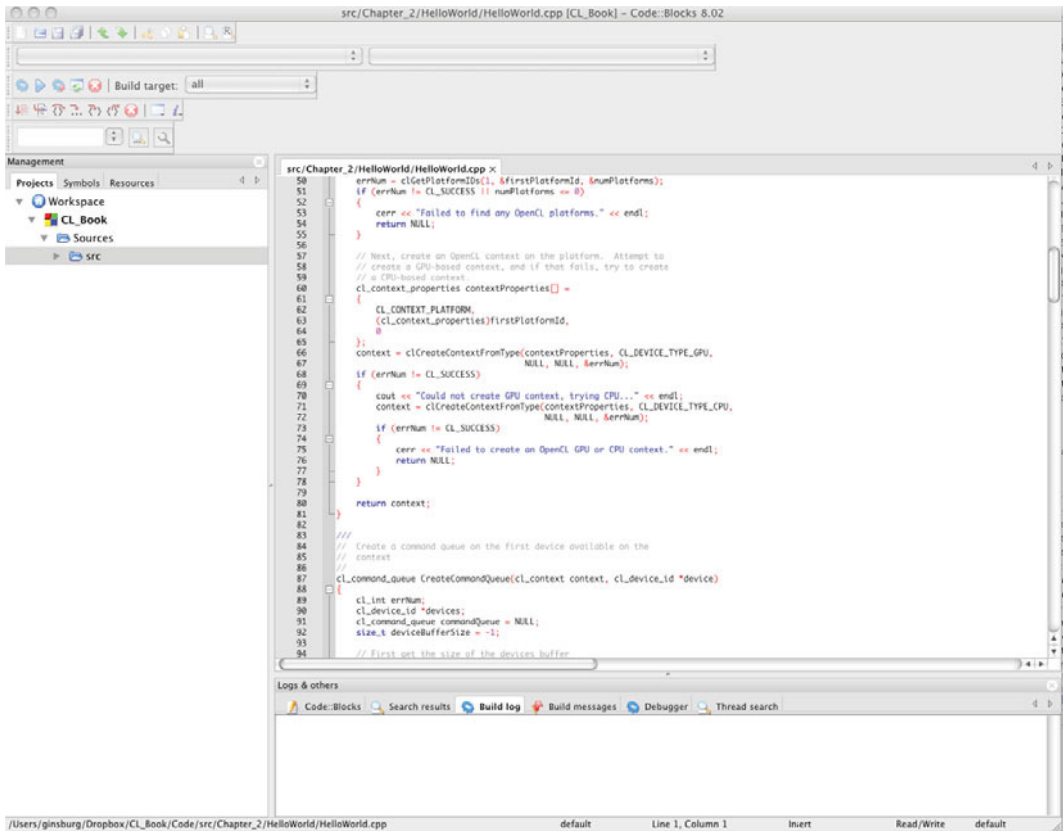 src/Chapter_2/HelloWorld/HelloWorld.cpp [CL_Book] – Code::Blocks 8.02
Build target: all
Management
Projects Symbols Resources
Workspace
CL_Book
Sources
src
src/Chapter_2/HelloWorld/HelloWorld.cpp ×
50 errNum = clGetPlatformIDs(1, &firstPlatformId, &numPlatforms);
51 if (errNum != CL_SUCCESS || numPlatforms <= 0)
52 {
53 cerr << "Failed to find any OpenCL platforms." << endl;
54 return NULL;
55 }
56
57 // Next, create an OpenCL context on the platform.  Attempt to
58 // create a GPU-based context, and if that fails, try to create
59 // a CPU-based context.
60 cl_context_properties contextProperties[] =
61 {
62 CL_CONTEXT_PLATFORM,
63 (cl_context_properties)firstPlatformId,
64 0
65 };
66 context = clCreateContextFromType(contextProperties, CL_DEVICE_TYPE_GPU,
67 NULL, NULL, &errNum);
68 if (errNum != CL_SUCCESS)
69 {
70 cout << "Could not create GPU context, trying CPU..." << endl;
71 context = clCreateContextFromType(contextProperties, CL_DEVICE_TYPE_CPU,
72 NULL, NULL, &errNum);
73 if (errNum != CL_SUCCESS)
74 {
75 cerr << "Failed to create an OpenCL GPU or CPU context." << endl;
76 return NULL;
77 }
78 }
79
80 return context;
81 }
82
83 ///
84 // Create a command queue on the first device available on the
85 // context
86 //
87 cl_command_queue CreateCommandQueue(cl_context context, cl_device_id *device)
88 {
89 cl_int errNum;
90 cl_device_id *devices;
91 cl_command_queue commandQueue = NULL;
92 size_t deviceBufferSize = -1;
93
94 // First get the size of the devices buffer
Logs & others
Code::Blocks Search results Build log Build messages Debugger Thread search
/Users/ginsburg/Dropbox/CL_Book/Code/src/Chapter_2/HelloWorld/HelloWorld.cpp default Line 1, Column 1 Insert Read/Write default